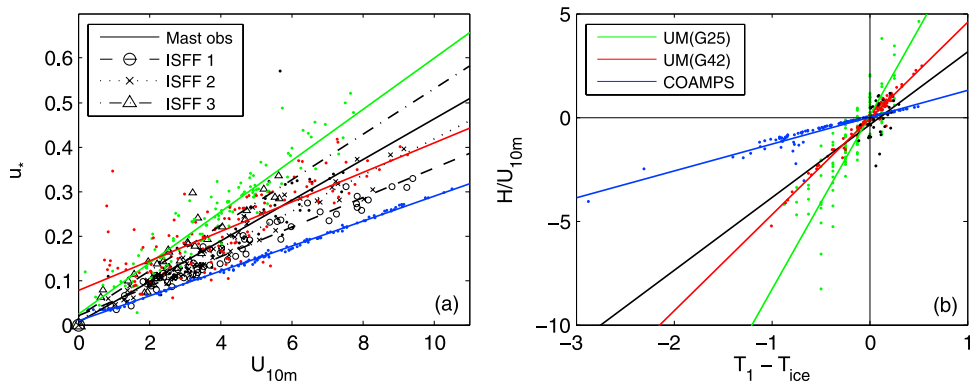 Mast obs
ISFF 1
ISFF 2
ISFF 3
0.6
0.5
0.4
0.3
0.2
0.1
0
u*
0 2 4 6 8 10
U10m
(a)
UM(G25)
UM(G42)
COAMPS
5
0
−5
−10
H/U10m
−3 −2 −1 0 1
T1 − Tice
(b)